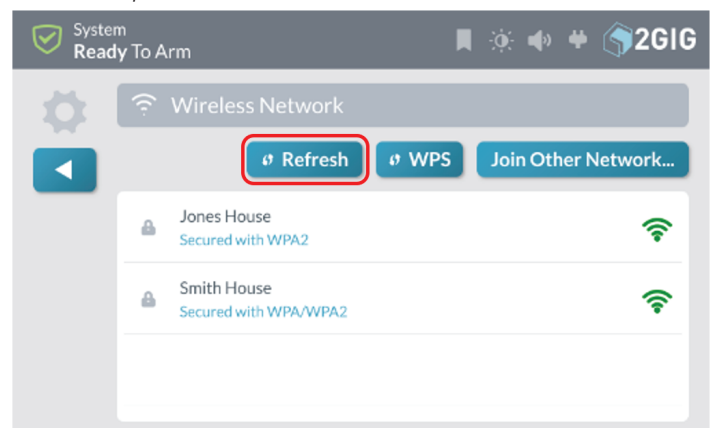 System
Ready To Arm
2GIG
Wireless Network
Refresh
WPS
Join Other Network...
Jones House
Secured with WPA2
Smith House
Secured with WPA/WPA2